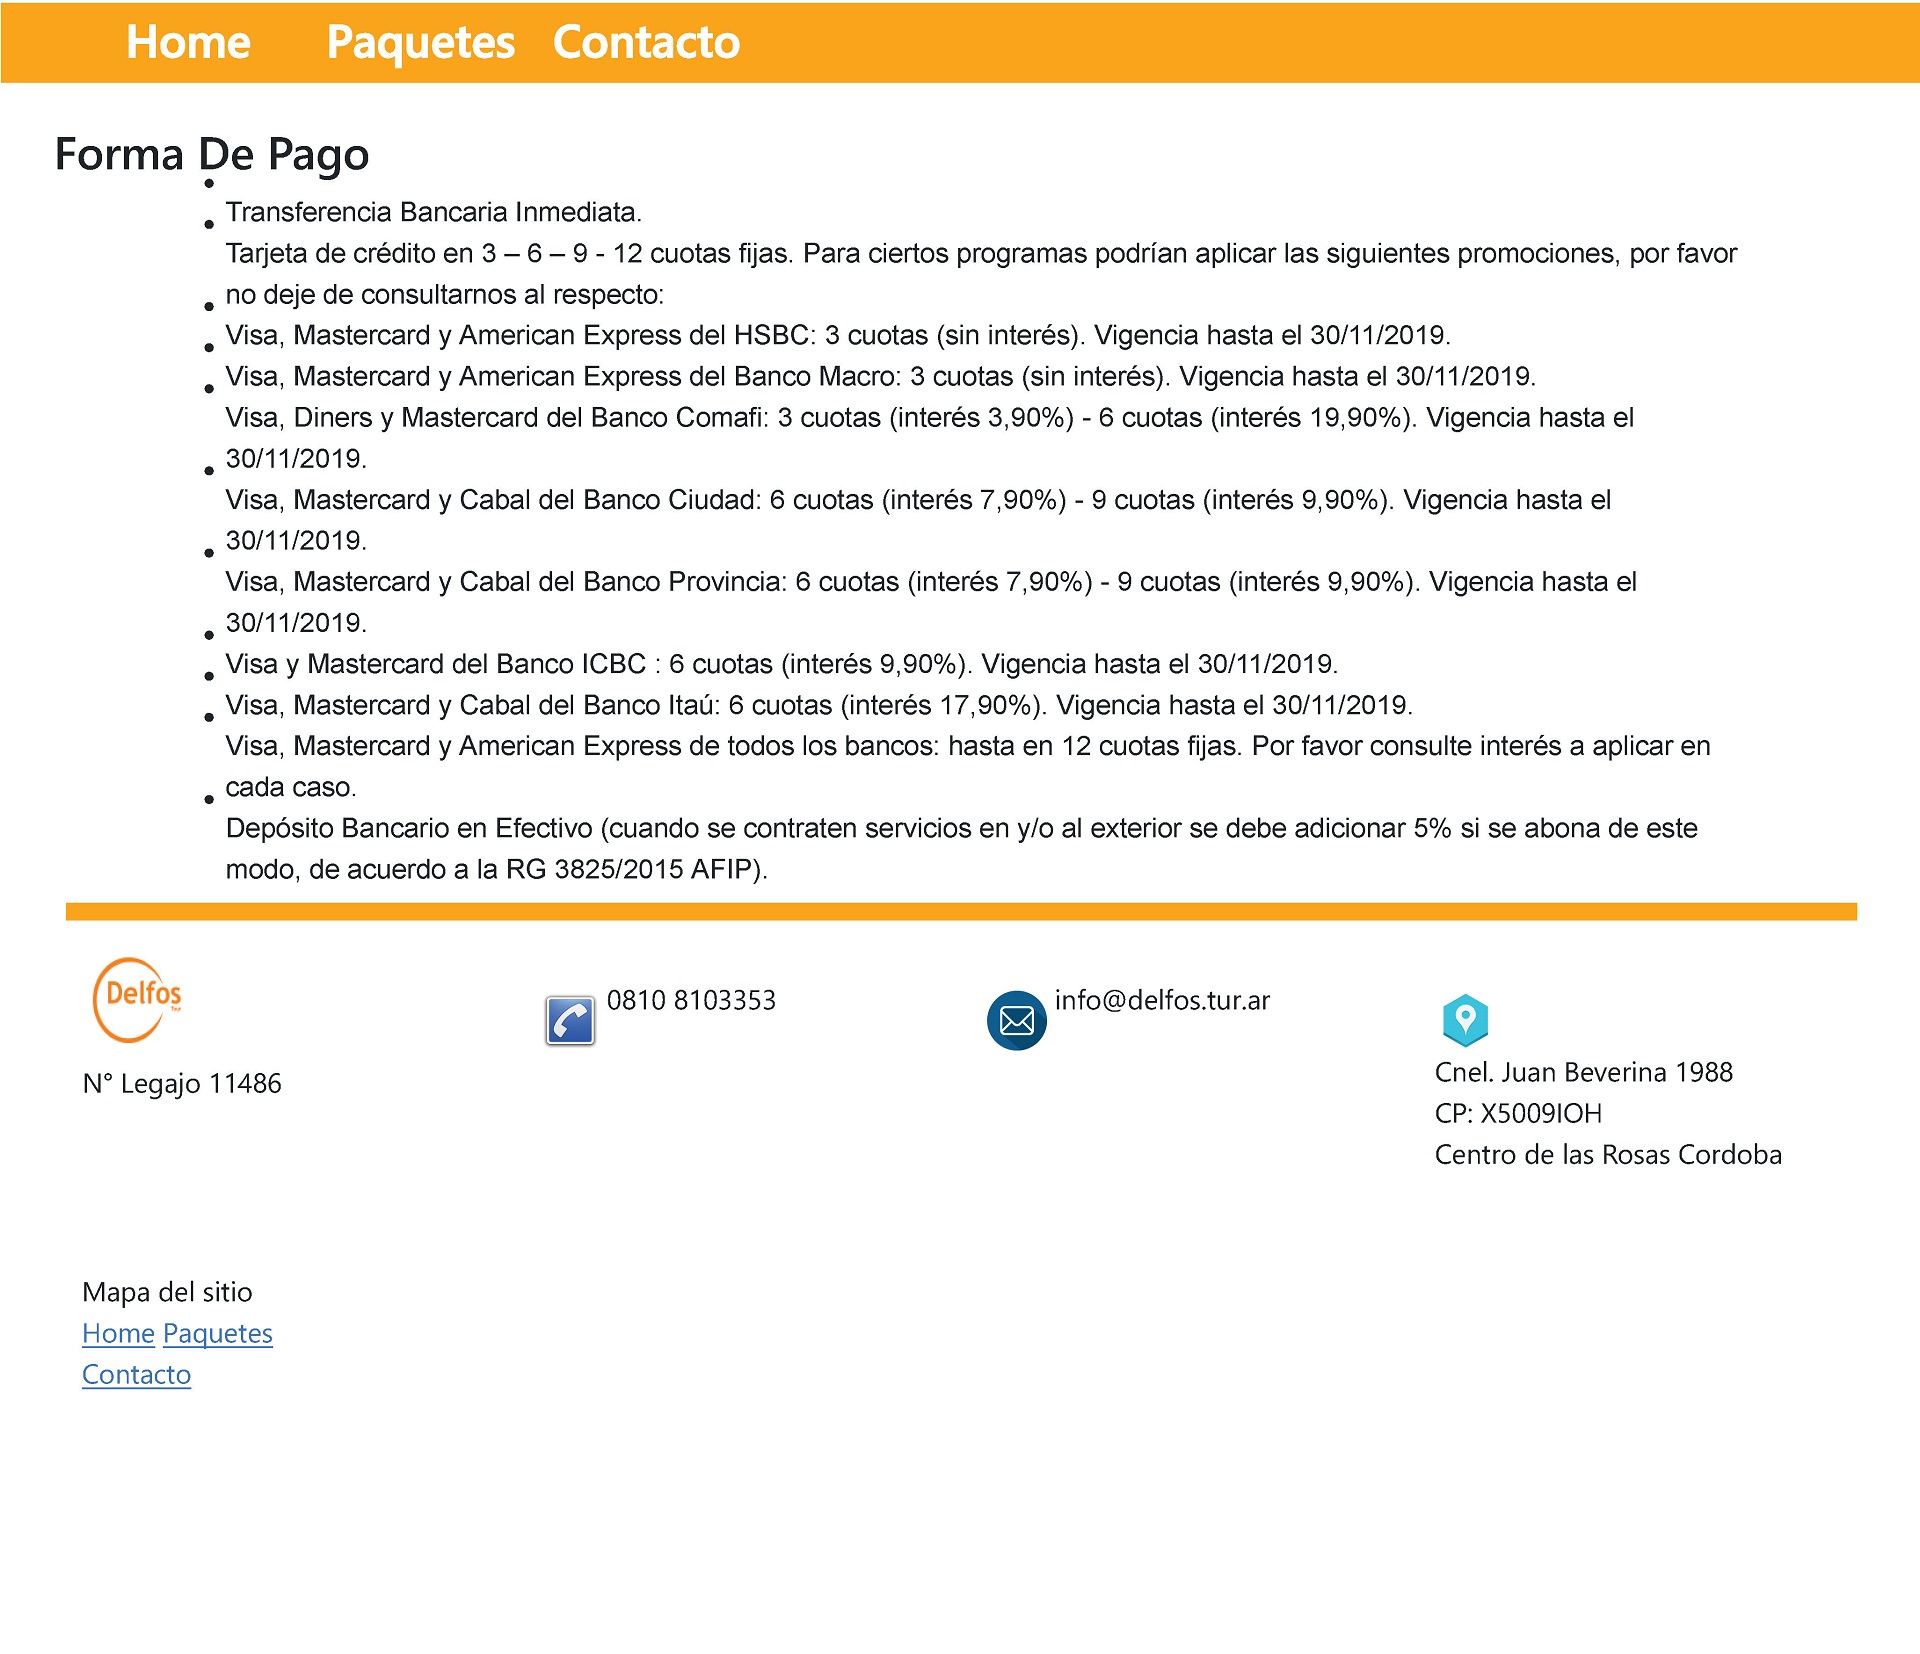 Home Paquetes Contacto
Forma De Pago
Transferencia Bancaria Inmediata.
Tarjeta de crédito en 3 – 6 – 9 - 12 cuotas fijas. Para ciertos programas podrían aplicar las siguientes promociones, por favor
no deje de consultarnos al respecto:
Visa, Mastercard y American Express del HSBC: 3 cuotas (sin interés). Vigencia hasta el 30/11/2019.
Visa, Mastercard y American Express del Banco Macro: 3 cuotas (sin interés). Vigencia hasta el 30/11/2019.
Visa, Diners y Mastercard del Banco Comafi: 3 cuotas (interés 3,90%) - 6 cuotas (interés 19,90%). Vigencia hasta el
30/11/2019.
Visa, Mastercard y Cabal del Banco Ciudad: 6 cuotas (interés 7,90%) - 9 cuotas (interés 9,90%). Vigencia hasta el
30/11/2019.
Visa, Mastercard y Cabal del Banco Provincia: 6 cuotas (interés 7,90%) - 9 cuotas (interés 9,90%). Vigencia hasta el
30/11/2019.
Visa y Mastercard del Banco ICBC : 6 cuotas (interés 9,90%). Vigencia hasta el 30/11/2019.
Visa, Mastercard y Cabal del Banco Itaú: 6 cuotas (interés 17,90%). Vigencia hasta el 30/11/2019.
Visa, Mastercard y American Express de todos los bancos: hasta en 12 cuotas fijas. Por favor consulte interés a aplicar en
cada caso.
Depósito Bancario en Efectivo (cuando se contraten servicios en y/o al exterior se debe adicionar 5% si se abona de este
modo, de acuerdo a la RG 3825/2015 AFIP).
Delfos
N° Legajo 11486
0810 8103353
info@delfos.tur.ar
Cnel. Juan Beverina 1988
CP: X5009IOH
Centro de las Rosas Cordoba
Mapa del sitio
Home Paquetes
Contacto